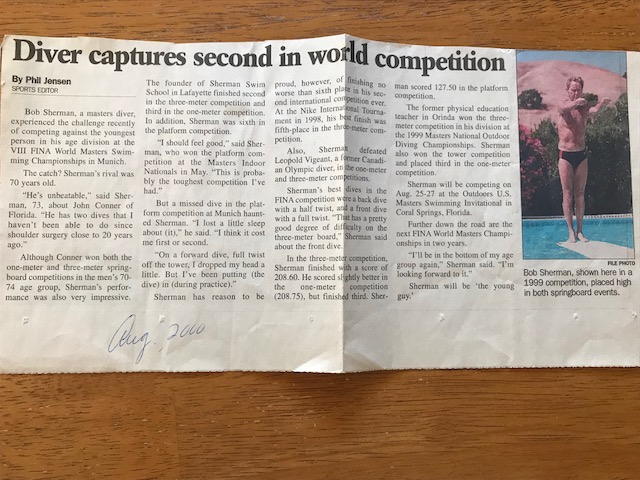 Diver captures second in world competition
By Phil Jensen
SPORTS EDITOR
Bob Sherman, a masters diver,
experienced the challenge recently
of competing against the youngest
person in his age division at the
VIII FINA World Masters Swim-
ming Championships in Munich.
The catch? Sherman's rival was
70 years old.
"He's unbeatable," said Sher-
man, 73, about John Conner of
Florida. "He has two dives that I
haven't been able to do since
shoulder surgery close to 20 years
ago."
Although Conner won both the
one-meter and three-meter spring-
board competitions in the men's 70-
74 age group, Sherman's perfor-
mance was also very impressive.
The founder of Sherman Swim
School in Lafayette finished second
in the three-meter competition and
third in the one-meter competition.
In addition, Sherman was sixth in
the platform competition.
"I should feel good," said Sher-
man, who won the platform com-
petition at the Masters Indoor
Nationals in May. "This is proba-
bly the toughest competition I've
had."
But a missed dive in the plat-
form competition at Munich haunt-
ed Sherman. "I lost a little sleep
about (it)," he said. "I think it cost
me first or second.
"On a forward dive, full twist off
the tower, I dropped my head a
little. But I've been putting (the
dive) in (during practice)."
Sherman has reason to be
proud, however, of finishing no
worse than sixth place in his sec-
ond international competition ever.
At the Nike International Tourna-
ment in 1998, his best finish was
fifth-place in the three-meter com-
petition.
Also, Sherman defeated
Leopold Vigeant, a former Canadi-
an Olympic diver, in the one-meter
and three-meter competitions.
Sherman's best dives in the
FINA competition were a back dive
with a half twist, and a front dive
with a full twist. "That has a pretty
good degree of difficulty on the
three-meter board," Sherman said
about the front dive.
In the three-meter competition,
Sherman finished with a score of
208.60. He scored slightly better in
the one-meter competition
(208.75), but finished third. Sher-
man scored 127.50 in the platform
competition.
The former physical education
teacher in Orinda won the three-
meter competition in his division at
the 1999 Masters National Outdoor
Diving Championships. Sherman
also won the tower competition
and placed third in the one-meter
competition.
Sherman will be competing on
Aug. 25-27 at the Outdoors U.S.
Masters Swimming Invitational in
Coral Springs, Florida.
Further down the road are the
next FINA World Masters Champi-
onships in two years.
"I'll be in the bottom of my age
group again," Sherman said. "I'm
looking forward to it."
Sherman will be 'the young
guy.'
FILE PHOTO
Bob Sherman, shown here in a
1999 competition, placed high
in both springboard events.
Aug. 2000